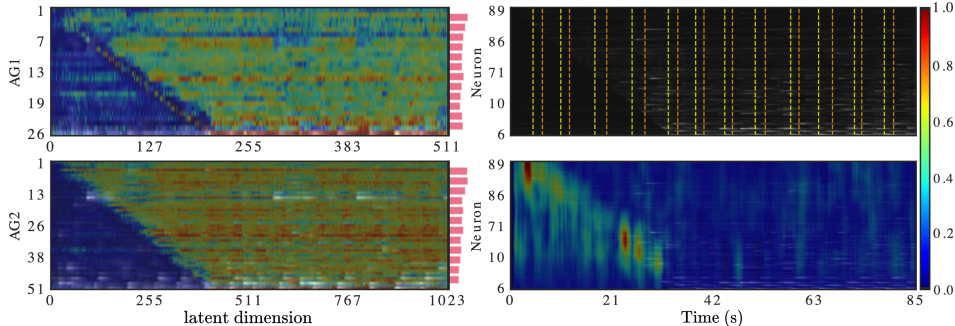 AG1
1
7
13
19
26
0 127 255 383 511
AG2
1
13
26
38
51
0 255 511 767 1023
latent dimension
Neuron
89
86
71
10
6
Neuron
89
86
71
10
6
0 21 42 63 85
Time (s)
1.0
0.8
0.6
0.4
0.2
0.0